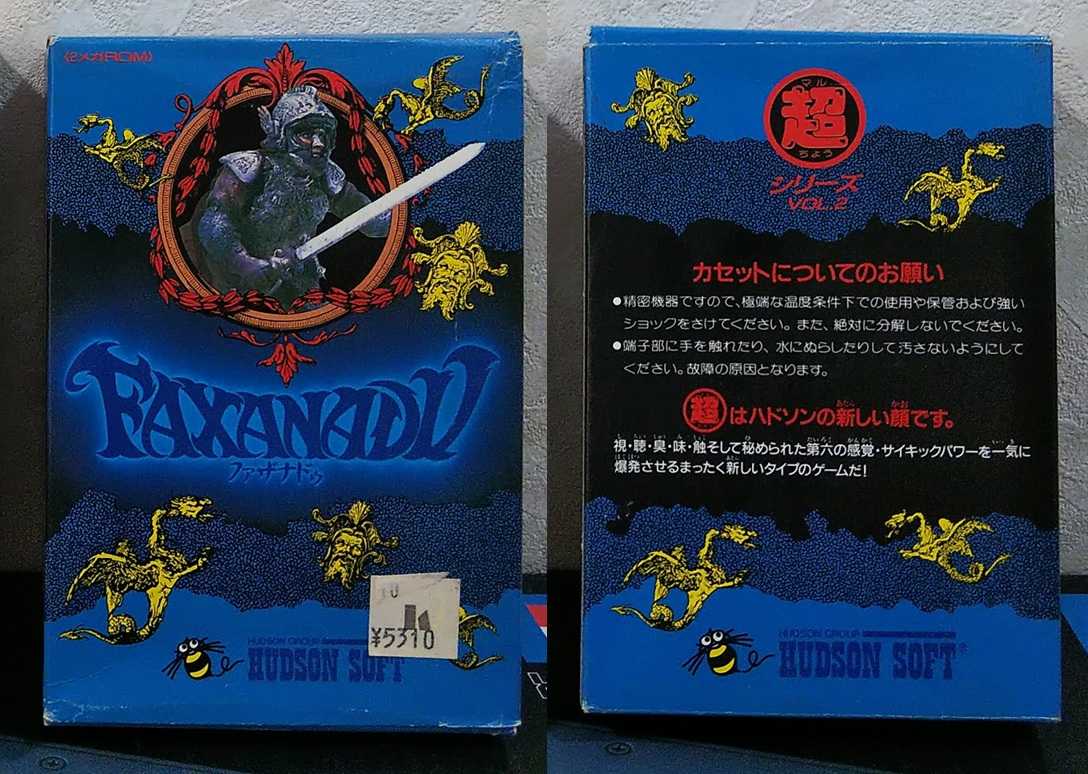 〈2メガROM〉
FAXANADU
ファザナドゥ
10
¥5310
HUDSON GROUP
HUDSON SOFT
マル
超
ちょう
シリーズ
VOL.2
カセットについてのお願い
●精密機器ですので、極端な温度条件下での使用や保管および強い
ショックをさけてください。また、絶対に分解しないでください。
●端子部に手を触れたり、水にぬらしたりして汚さないようにして
ください。故障の原因となります。
超はハドソンの新しい顔です。
視・聴・臭・味・触そして秘められた第六の感覚・サイキックパワーを一気に
爆発させるまったく新しいタイプのゲームだ!
HUDSON GROUP
HUDSON SOFT®